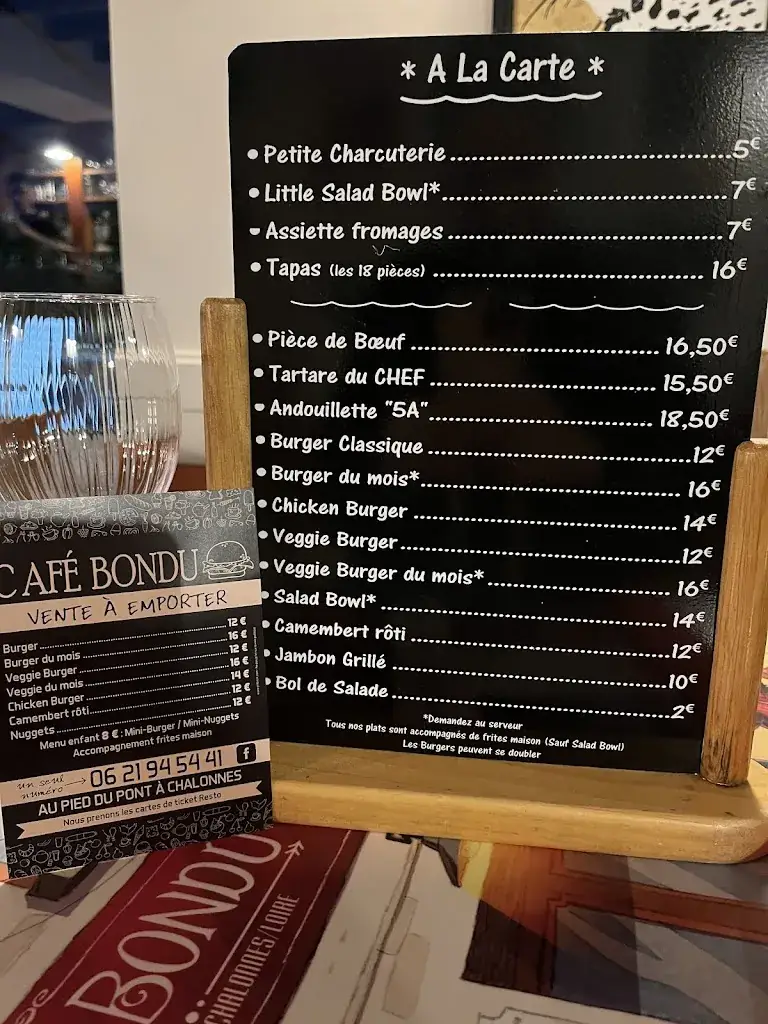 * A La Carte *
• Petite Charcuterie 5€
• Little Salad Bowl* 7€
• Assiette fromages 7€
• Tapas (les 18 pièces) 16€
• Pièce de Bœuf 16,50€
• Tartare du CHEF 15,50€
• Andouillette "5A" 18,50€
• Burger Classique 12€
• Burger du mois* 16€
• Chicken Burger 14€
• Veggie Burger 12€
• Veggie Burger du mois* 16€
• Salad Bowl* 14€
• Camembert rôti 12€
• Jambon Grillé 10€
• Bol de Salade 2€
*Demandez au serveur
Tous nos plats sont accompagnés de frites maison (Sauf Salad Bowl)
Les Burgers peuvent se doubler
CAFÉ BONDU
VENTE À EMPORTER
Burger 12 €
Burger du mois 16 €
Veggie Burger 12 €
Veggie du mois 16 €
Chicken Burger 14 €
Camembert rôti 12 €
Nuggets 12 €
Menu enfant 8 € : Mini-Burger / Mini-Nuggets
Accompagnement frites maison
un seul numéro → 06 21 94 54 41 f
AU PIED DU PONT À CHALONNES
Nous prenons les cartes de ticket Resto
BONDU
CHALONNES/LOIRE